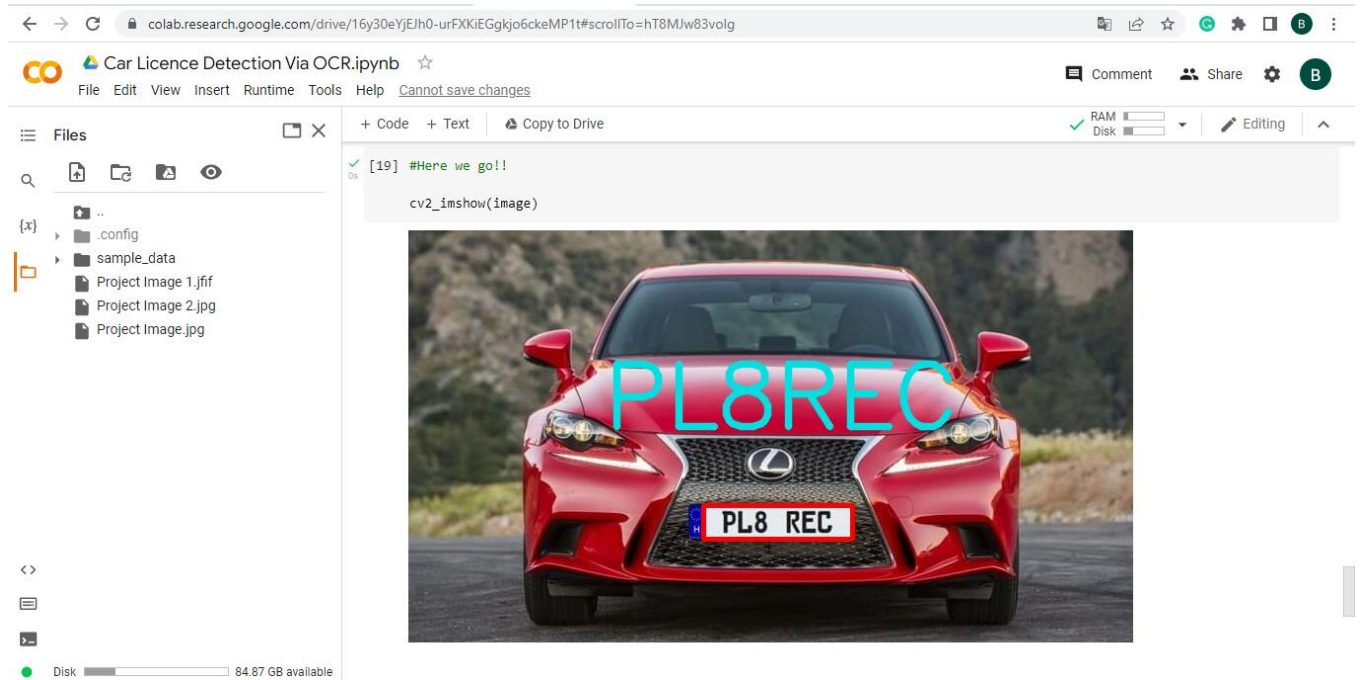 colab.research.google.com/drive/16y30eYjEJh0-urFXKiEGgkjo6ckeMP1t#scrollTo=hT8MJw83volg
B
CO Car Licence Detection Via OCR.ipynb
File Edit View Insert Runtime Tools Help Cannot save changes
Comment Share B
Files
+ Code + Text Copy to Drive
RAM
Disk
Editing
{x}
..
.config
sample_data
Project Image 1.jfif
Project Image 2.jpg
Project Image.jpg
0s
[19] #Here we go!!
cv2_imshow(image)
PL8REC
H
PL8 REC
Disk 84.87 GB available